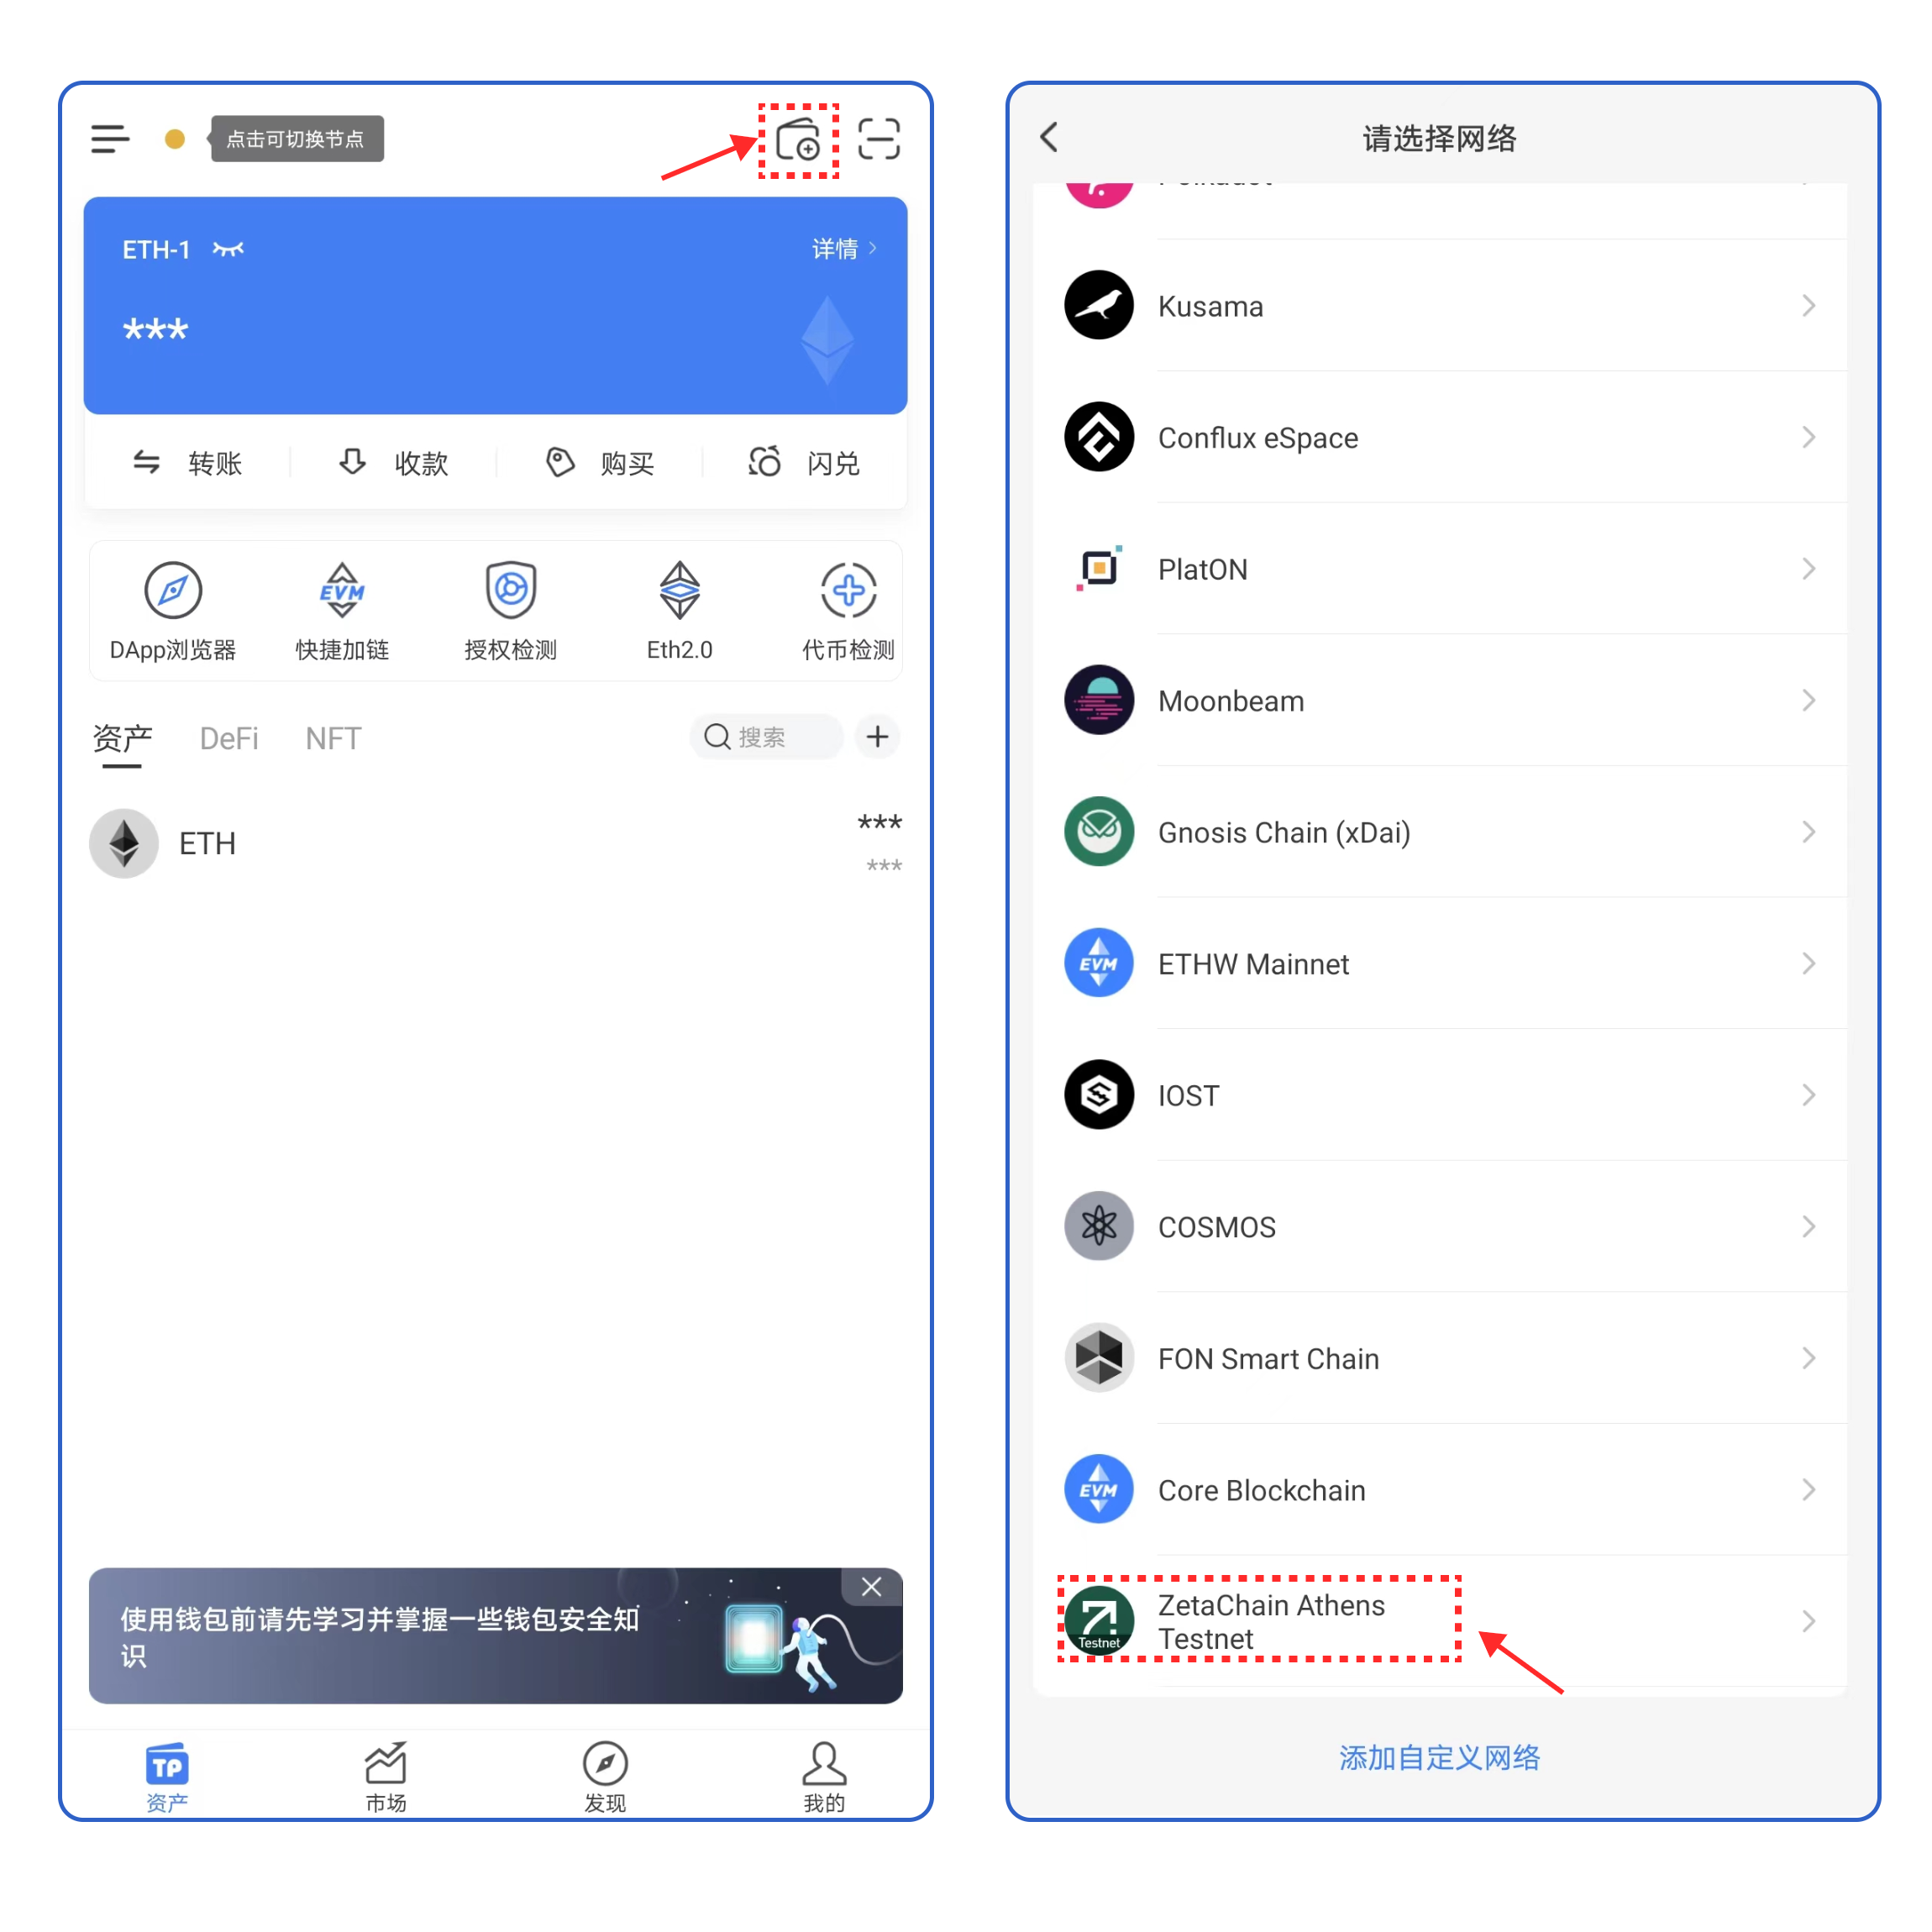 点击可切换节点
ETH-1
详情
***
转账
收款
购买
闪兑
EVM
DApp浏览器
快捷加链
授权检测
Eth2.0
代币检测
资产
DeFi
NFT
搜索
ETH
***
***
使用钱包前请先学习并掌握一些钱包安全知
识
TP
资产
市场
发现
我的
请选择网络
Kusama
Conflux eSpace
PlatON
Moonbeam
Gnosis Chain (xDai)
EVM
ETHW Mainnet
IOST
COSMOS
FON Smart Chain
EVM
Core Blockchain
Testnet
ZetaChain Athens
Testnet
添加自定义网络